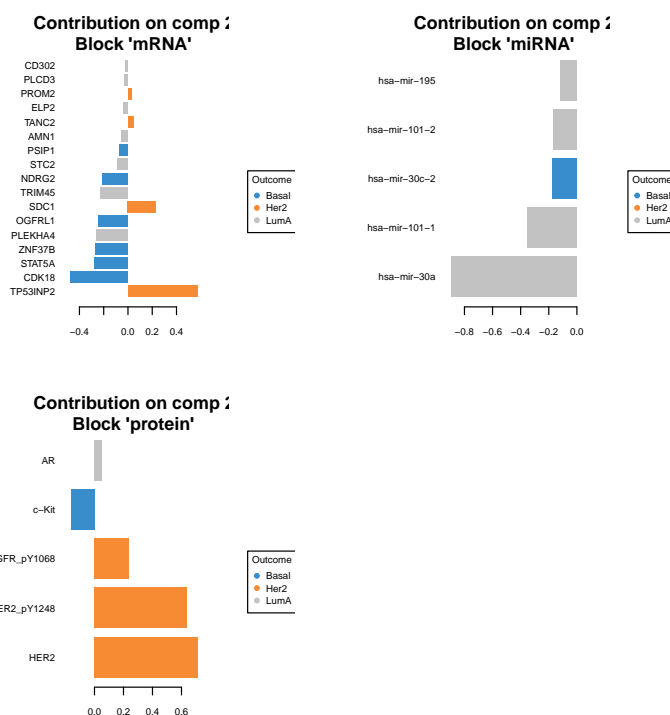 Contribution on comp 2
Block 'mRNA'
CD302
PLCD3
PROM2
ELP2
TANC2
AMN1
PSIP1
STC2
NDRG2
TRIM45
SDC1
OGFRL1
PLEKHA4
ZNF37B
STAT5A
CDK18
TP53INP2
−0.4 0.0 0.2 0.4
Outcome
Basal
Her2
LumA
Contribution on comp 2
Block 'miRNA'
hsa−mir−195
hsa−mir−101−2
hsa−mir−30c−2
hsa−mir−101−1
hsa−mir−30a
−0.8 −0.6 −0.4 −0.2 0.0
Outcome
Basal
Her2
LumA
Contribution on comp 2
Block 'protein'
AR
c−Kit
GFR_pY1068
ER2_pY1248
HER2
0.0 0.2 0.4 0.6
Outcome
Basal
Her2
LumA